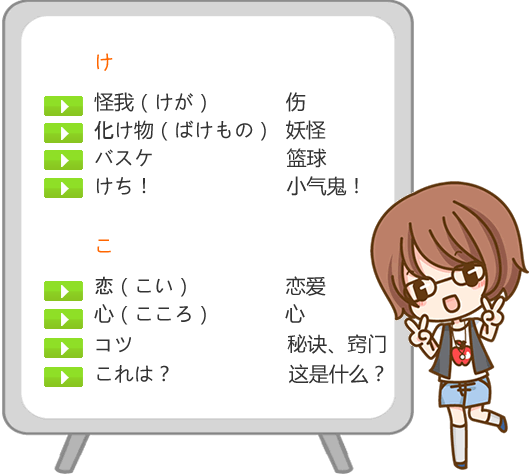 け
怪我（けが） 伤
化け物（ばけもの） 妖怪
バスケ 篮球
けち！ 小气鬼！
こ
恋（こい） 恋爱
心（こころ） 心
コツ 秘诀、窍门
これは？ 这是什么？